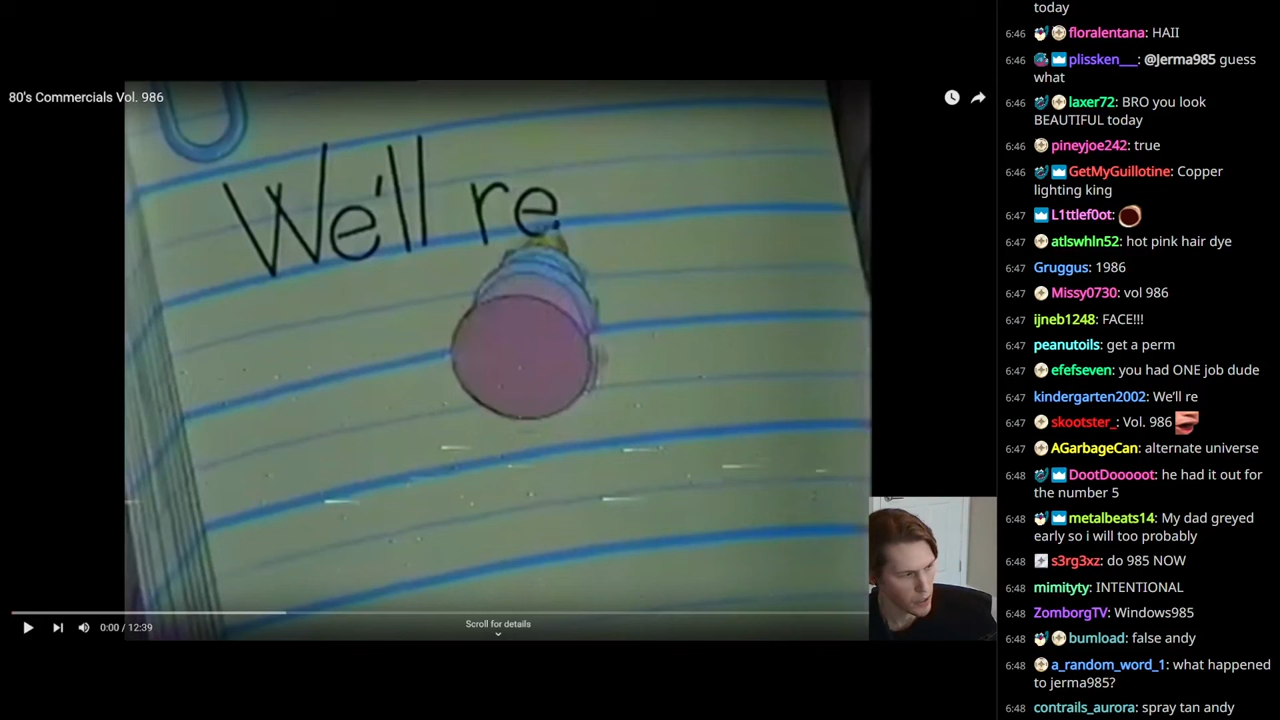 80's Commercials Vol. 986
We'll re
0:00 / 12:39
Scroll for details
today
6:46 floralentana: HAII
6:46 plissken___: @Jerma985 guess
what
6:46 laxer72: BRO you look
BEAUTIFUL today
6:46 pineyjoe242: true
6:46 GetMyGuillotine: Copper
lighting king
6:47 L1ttlef0ot:
6:47 atlswhln52: hot pink hair dye
6:47 Gruggus: 1986
6:47 Missy0730: vol 986
6:47 ijneb1248: FACE!!!
6:47 peanutoils: get a perm
6:47 efefseven: you had ONE job dude
6:47 kindergarten2002: We'll re
6:47 skootster_: Vol. 986
6:47 AGarbageCan: alternate universe
6:48 DootDooooot: he had it out for
the number 5
6:48 metalbeats14: My dad greyed
early so i will too probably
6:48 s3rg3xz: do 985 NOW
6:48 mimityty: INTENTIONAL
6:48 ZomborgTV: Windows985
6:48 bumload: false andy
6:48 a_random_word_1: what happened
to jerma985?
6:48 contrails_aurora: spray tan andy